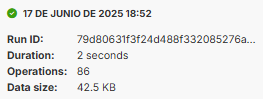 17 DE JUNIO DE 2025 18:52
Run ID: 79d80631f3f24d488f332085276a...
Duration: 2 seconds
Operations: 86
Data size: 42.5 KB